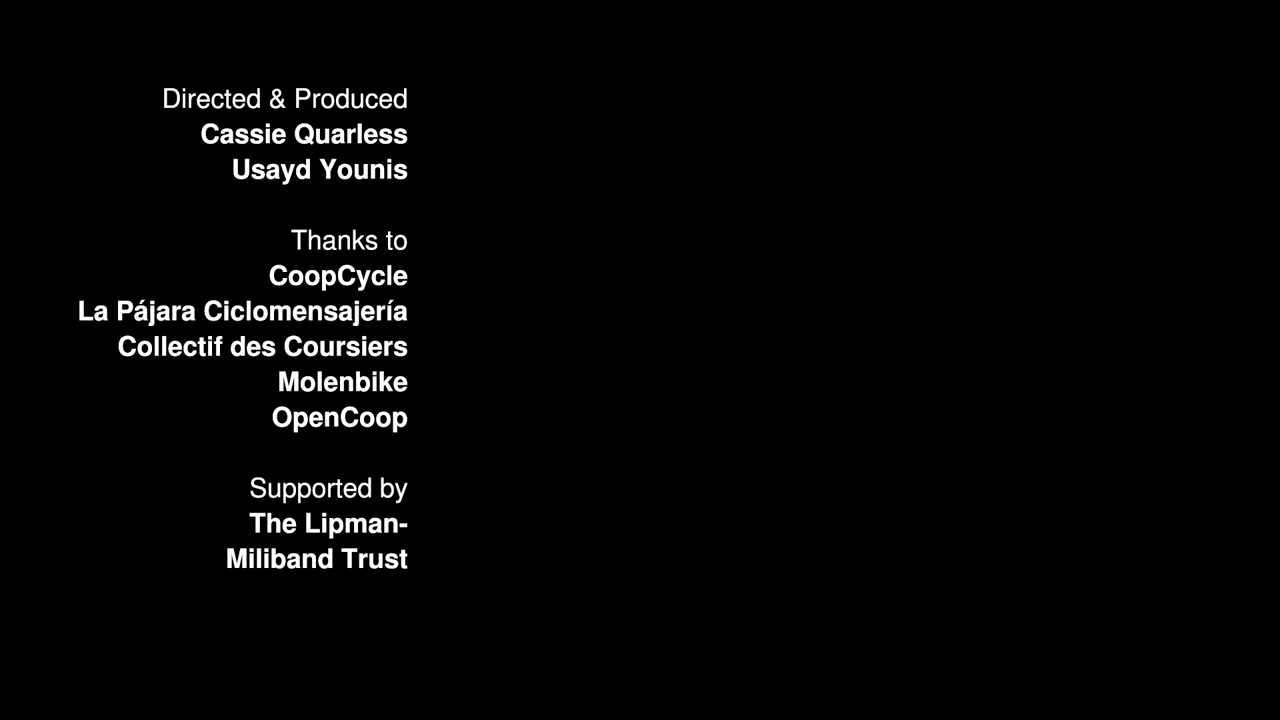 Directed & Produced
Cassie Quarless
Usayd Younis
Thanks to
CoopCycle
La Pájara Ciclomensajería
Collectif des Coursiers
Molenbike
OpenCoop
Supported by
The Lipman-
Miliband Trust